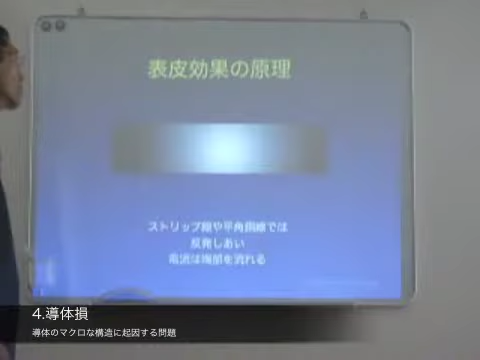 表皮効果の原理
ストリップ線や平角銅線では
反発しあい
電流は端部を流れる
4.導体損
導体のマクロな構造に起因する問題